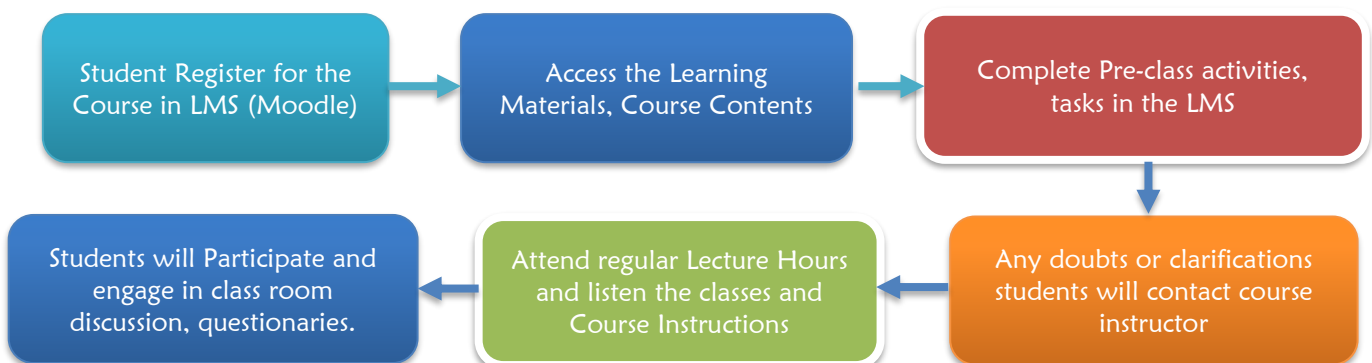 Student Register for the
Course in LMS (Moodle)
Access the Learning
Materials, Course Contents
Complete Pre-class activities,
tasks in the LMS
Any doubts or clarifications
students will contact course
instructor
Attend regular Lecture Hours
and listen the classes and
Course Instructions
Students will Participate and
engage in class room
discussion, questionaries.